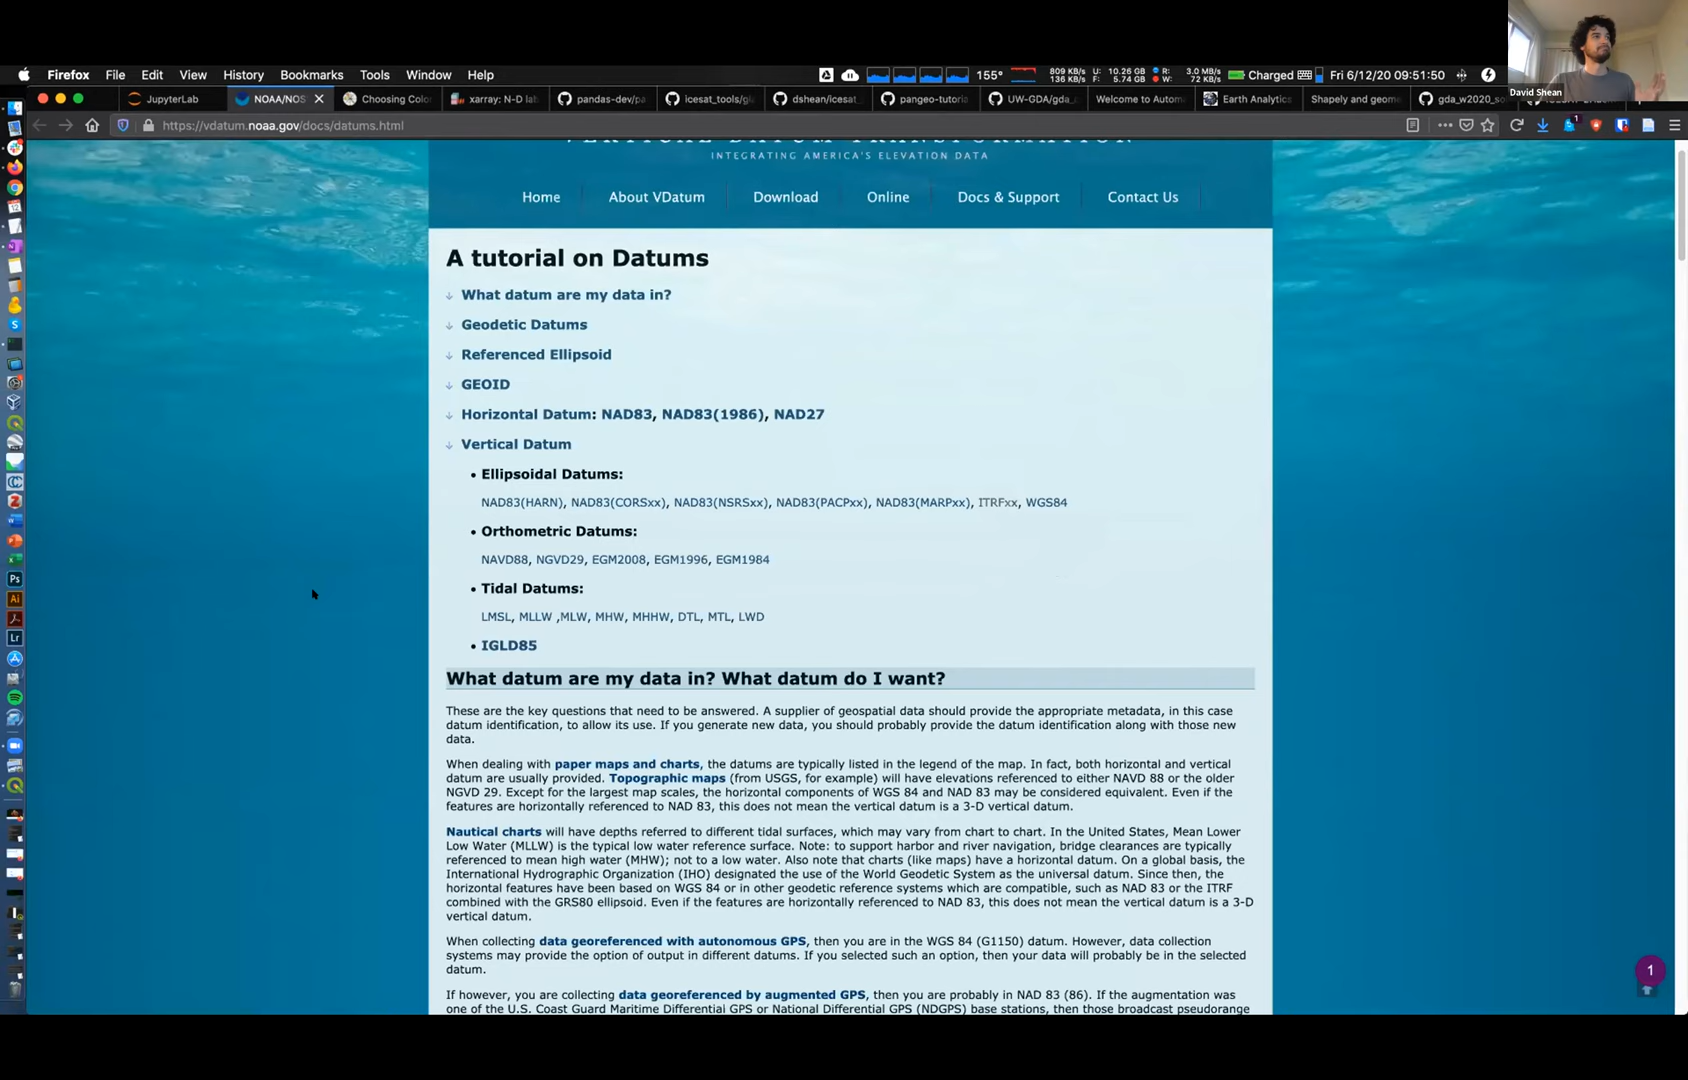 David Shean
Firefox File Edit View History Bookmarks Tools Window Help 155° 809 KB/s 136 KB/s U: 10.26 GB F: 5.74 GB R: W: 3.0 MB/s 72 KB/s Charged Fri 6/12/20 09:51:50
JupyterLab NOAA/NOS Choosing Colo xarray: N-D la pandas-dev/pa icesat_tools/gl dshean/icesat_ pangeo-tutoria UW-GDA/gda_ Welcome to Autom Earth Analytics Shapely and geome gda_w2020_so
https://vdatum.noaa.gov/docs/datums.html
VERTICAL DATUM TRANSFORMATION
INTEGRATING AMERICA'S ELEVATION DATA
Home About VDatum Download Online Docs & Support Contact Us
A tutorial on Datums
What datum are my data in?
Geodetic Datums
Referenced Ellipsoid
GEOID
Horizontal Datum: NAD83, NAD83(1986), NAD27
Vertical Datum
• Ellipsoidal Datums:
NAD83(HARN), NAD83(CORSxx), NAD83(NSRSxx), NAD83(PACPxx), NAD83(MARPxx), ITRFxx, WGS84
• Orthometric Datums:
NAVD88, NGVD29, EGM2008, EGM1996, EGM1984
• Tidal Datums:
LMSL, MLLW ,MLW, MHW, MHHW, DTL, MTL, LWD
• IGLD85
What datum are my data in? What datum do I want?
These are the key questions that need to be answered. A supplier of geospatial data should provide the appropriate metadata, in this case
datum identification, to allow its use. If you generate new data, you should probably provide the datum identification along with those new
data.
When dealing with paper maps and charts, the datums are typically listed in the legend of the map. In fact, both horizontal and vertical
datum are usually provided. Topographic maps (from USGS, for example) will have elevations referenced to either NAVD 88 or the older
NGVD 29. Except for the largest map scales, the horizontal components of WGS 84 and NAD 83 may be considered equivalent. Even if the
features are horizontally referenced to NAD 83, this does not mean the vertical datum is a 3-D vertical datum.
Nautical charts will have depths referred to different tidal surfaces, which may vary from chart to chart. In the United States, Mean Lower
Low Water (MLLW) is the typical low water reference surface. Note: to support harbor and river navigation, bridge clearances are typically
referenced to mean high water (MHW); not to a low water. Also note that charts (like maps) have a horizontal datum. On a global basis, the
International Hydrographic Organization (IHO) designated the use of the World Geodetic System as the universal datum. Since then, the
horizontal features have been based on WGS 84 or in other geodetic reference systems which are compatible, such as NAD 83 or the ITRF
combined with the GRS80 ellipsoid. Even if the features are horizontally referenced to NAD 83, this does not mean the vertical datum is a 3-D
vertical datum.
When collecting data georeferenced with autonomous GPS, then you are in the WGS 84 (G1150) datum. However, data collection
systems may provide the option of output in different datums. If you selected such an option, then your data will probably be in the selected
datum.
If however, you are collecting data georeferenced by augmented GPS, then you are probably in NAD 83 (86). If the augmentation was
one of the U.S. Coast Guard Maritime Differential GPS or National Differential GPS (NDGPS) base stations, then those broadcast pseudorange
1
Ps
Ai
Lr